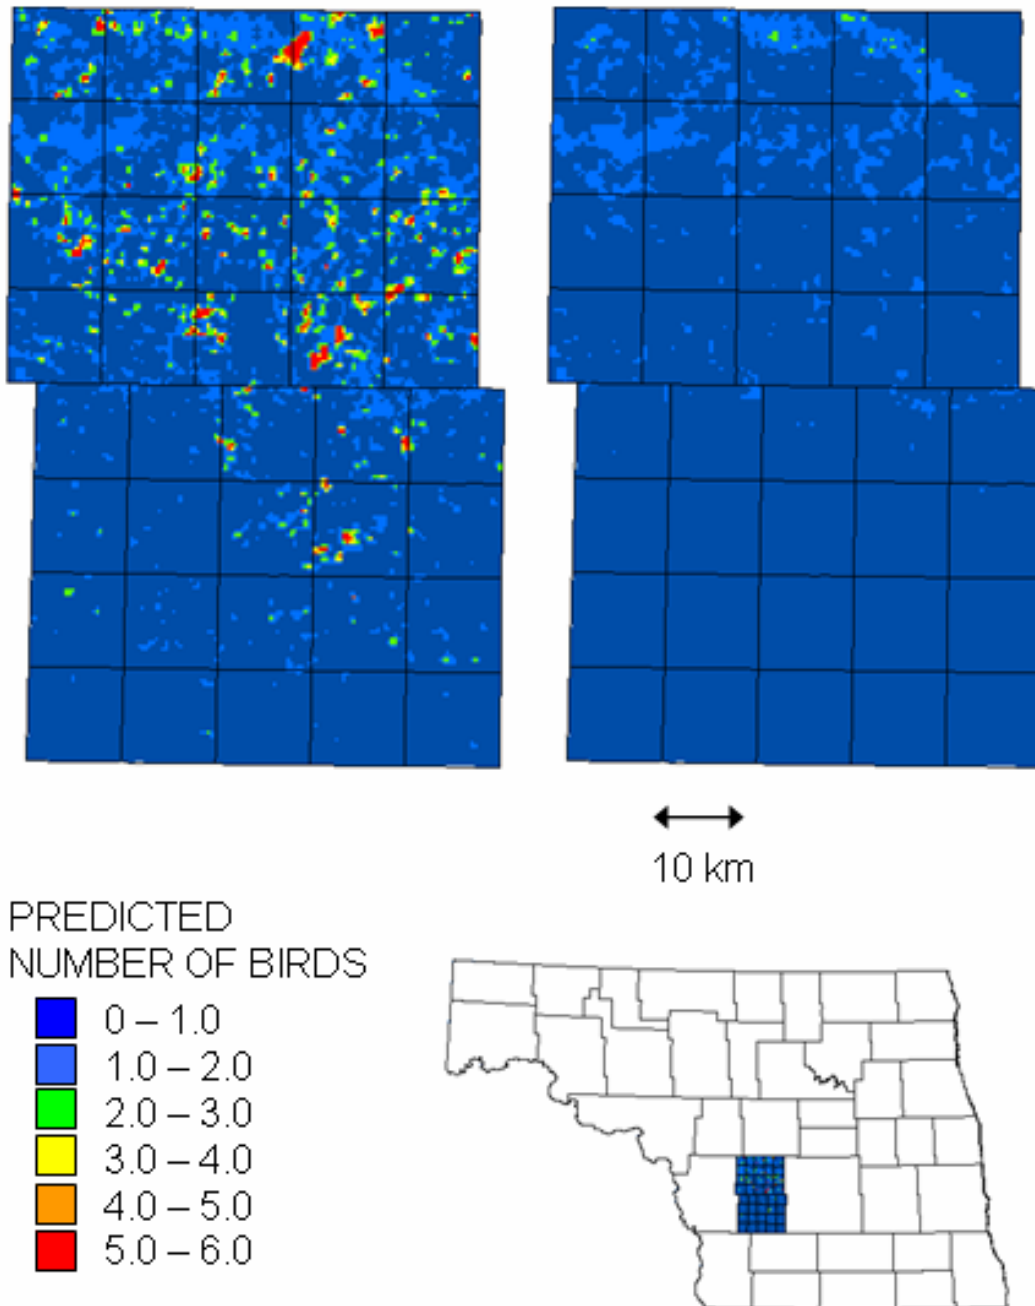 10 km
PREDICTED
NUMBER OF BIRDS
0 – 1.0
1.0 – 2.0
2.0 – 3.0
3.0 – 4.0
4.0 – 5.0
5.0 – 6.0